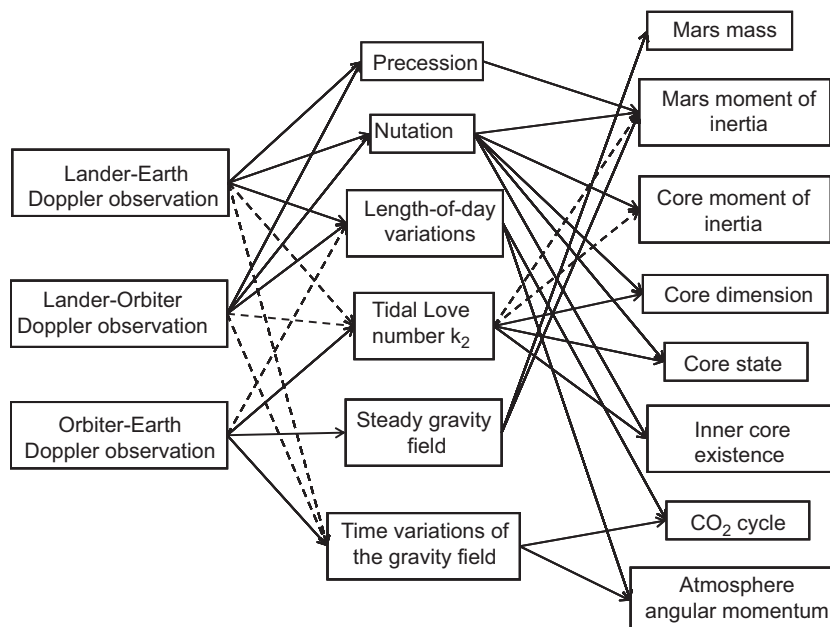 Lander-Earth
Doppler observation
Lander-Orbiter
Doppler observation
Orbiter-Earth
Doppler observation
Precession
Nutation
Length-of-day
variations
Tidal Love
number k₂
Steady gravity
field
Time variations of
the gravity field
Mars mass
Mars moment of
inertia
Core moment of
inertia
Core dimension
Core state
Inner core
existence
CO₂ cycle
Atmosphere
angular momentum